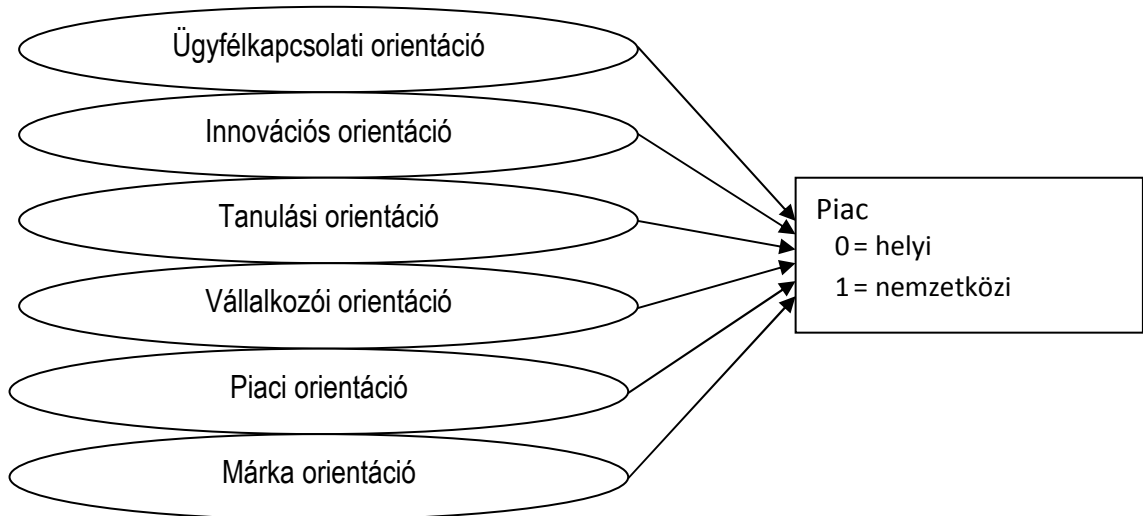 Ügyfélkapcsolati orientáció
Innovációs orientáció
Tanulási orientáció
Vállalkozói orientáció
Piaci orientáció
Márka orientáció
Piac
0 = helyi
1 = nemzetközi